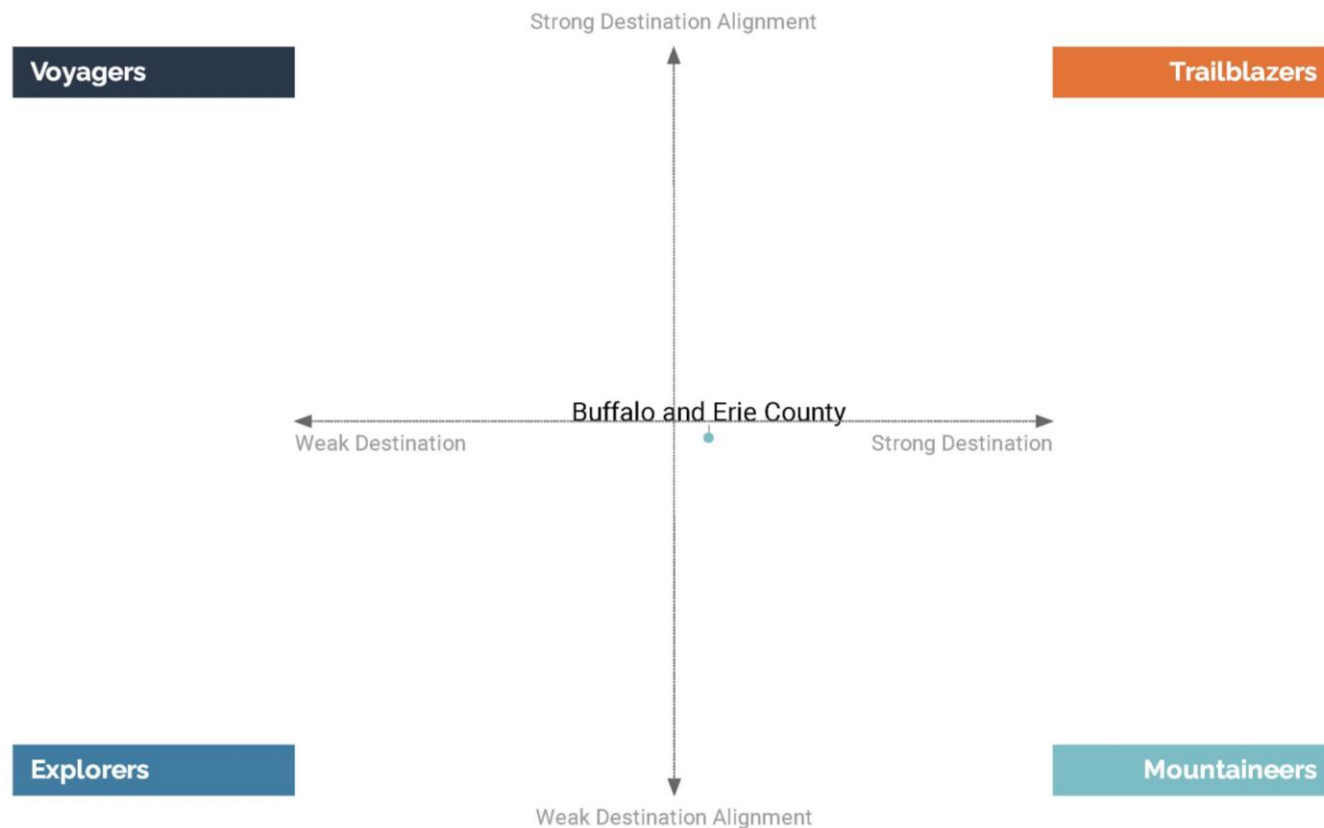 Strong Destination Alignment
Voyagers
Trailblazers
Buffalo and Erie County
Weak Destination
Strong Destination
Explorers
Mountaineers
Weak Destination Alignment